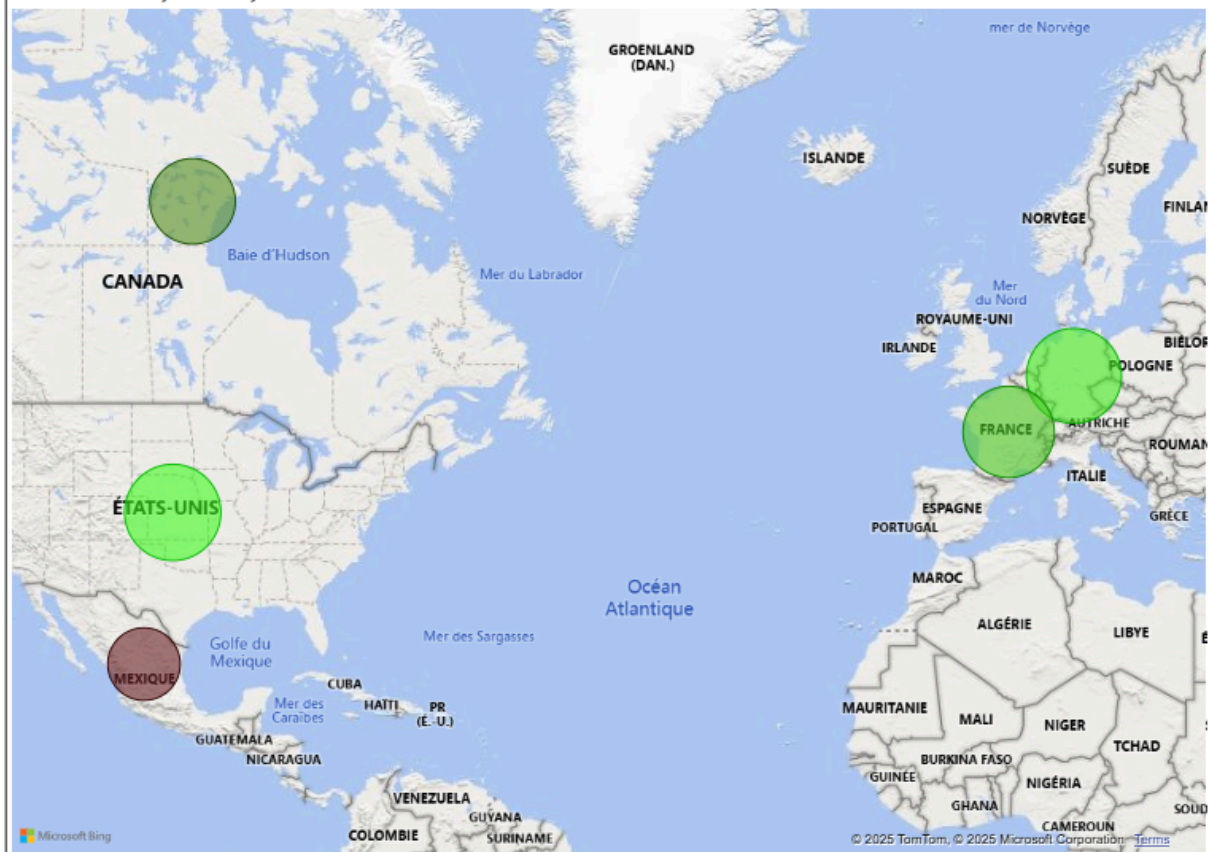 mer de Norvège
GROENLAND
(DAN.)
ISLANDE
SUÈDE
FINLA
NORVÈGE
Baie d'Hudson
Mer du Labrador
CANADA
Mer
du Nord
ROYAUME-UNI
IRLANDE
BIÉLO
POLOGNE
FRANCE
AUTRICHE
ROUMAN
ITALIE
ÉTATS-UNIS
ESPAGNE
PORTUGAL
GRÈCE
MAROC
Océan
Atlantique
ALGÉRIE
LIBYE
Mer des Sargasses
Golfe du
Mexique
MEXIQUE
CUBA
HAÏTI
PR
(É.-U.)
Mer des
Caraïbes
MAURITANIE
MALI
NIGER
TCHAD
GUATEMALA
NICARAGUA
BURKINA FASO
GUINÉE
NIGÉRIA
VENEZUELA
GUYANA
GHANA
SOUD
CAMEROUN
COLOMBIE
SURINAME
Microsoft Bing
© 2025 TomTom, © 2025 Microsoft Corporation Terms